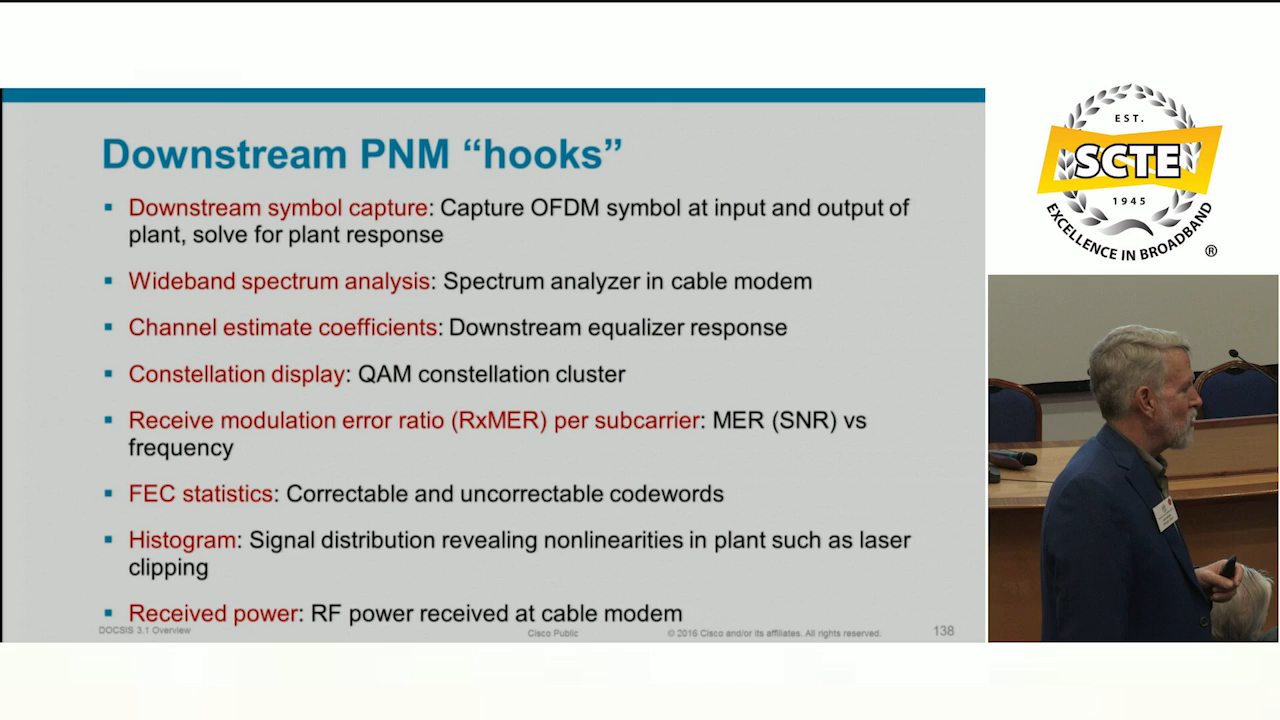 Downstream PNM “hooks”
▪ Downstream symbol capture: Capture OFDM symbol at input and output of
plant, solve for plant response
▪ Wideband spectrum analysis: Spectrum analyzer in cable modem
▪ Channel estimate coefficients: Downstream equalizer response
▪ Constellation display: QAM constellation cluster
▪ Receive modulation error ratio (RxMER) per subcarrier: MER (SNR) vs
frequency
▪ FEC statistics: Correctable and uncorrectable codewords
▪ Histogram: Signal distribution revealing nonlinearities in plant such as laser
clipping
▪ Received power: RF power received at cable modem
DOCSIS 3.1 Overview
Cisco Public
© 2016 Cisco and/or its affiliates. All rights reserved.
138
EST.
SCTE
1945
EXCELLENCE IN BROADBAND
®